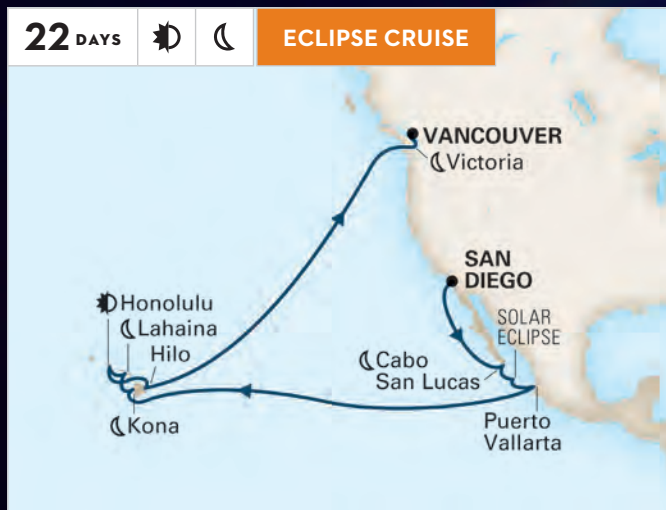 22 DAYS
ECLIPSE CRUISE
VANCOUVER
Victoria
SAN
DIEGO
SOLAR
ECLIPSE
Honolulu
Lahaina
Hilo
Cabo
San Lucas
Kona
Puerto
Vallarta